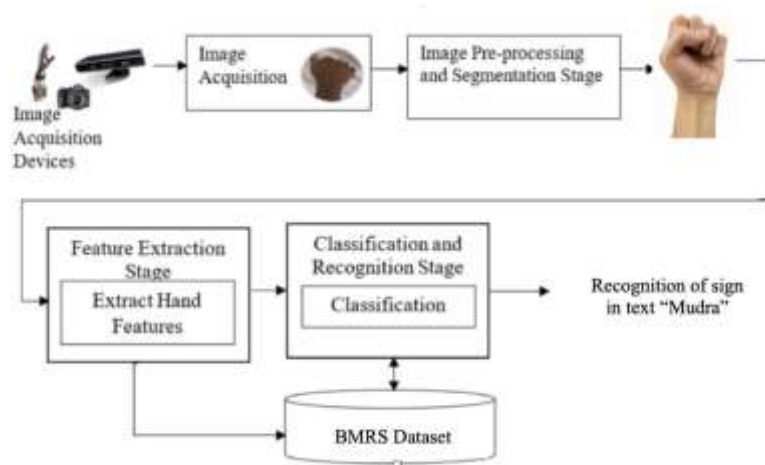 Image
Acquisition
Devices
Image
Acquisition
Image Pre-processing
and Segmentation Stage
Feature Extraction
Stage
Extract Hand
Features
Classification and
Recognition Stage
Classification
Recognition of sign
in text “Mudra”
BMRS Dataset